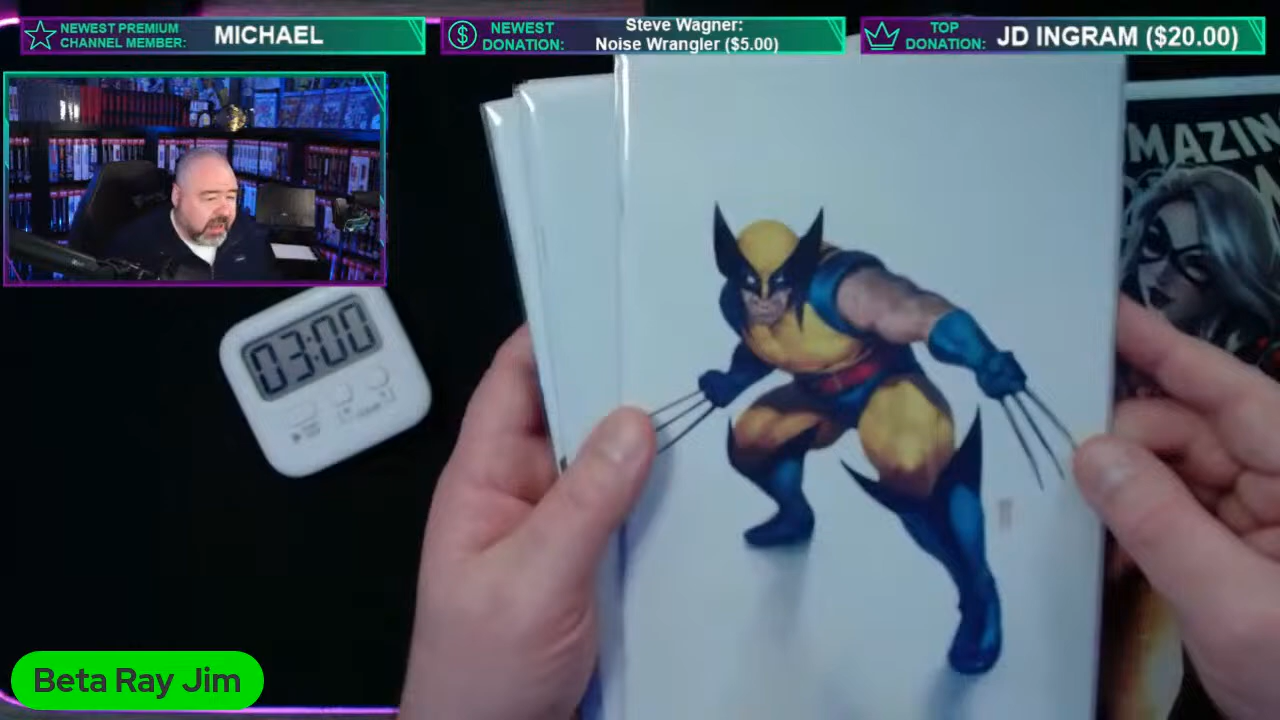 NEWEST PREMIUM
CHANNEL MEMBER:
MICHAEL
NEWEST
DONATION:
Steve Wagner:
Noise Wrangler ($5.00)
TOP
DONATION:
JD INGRAM ($20.00)
MAZIN
03:00
Beta Ray Jim